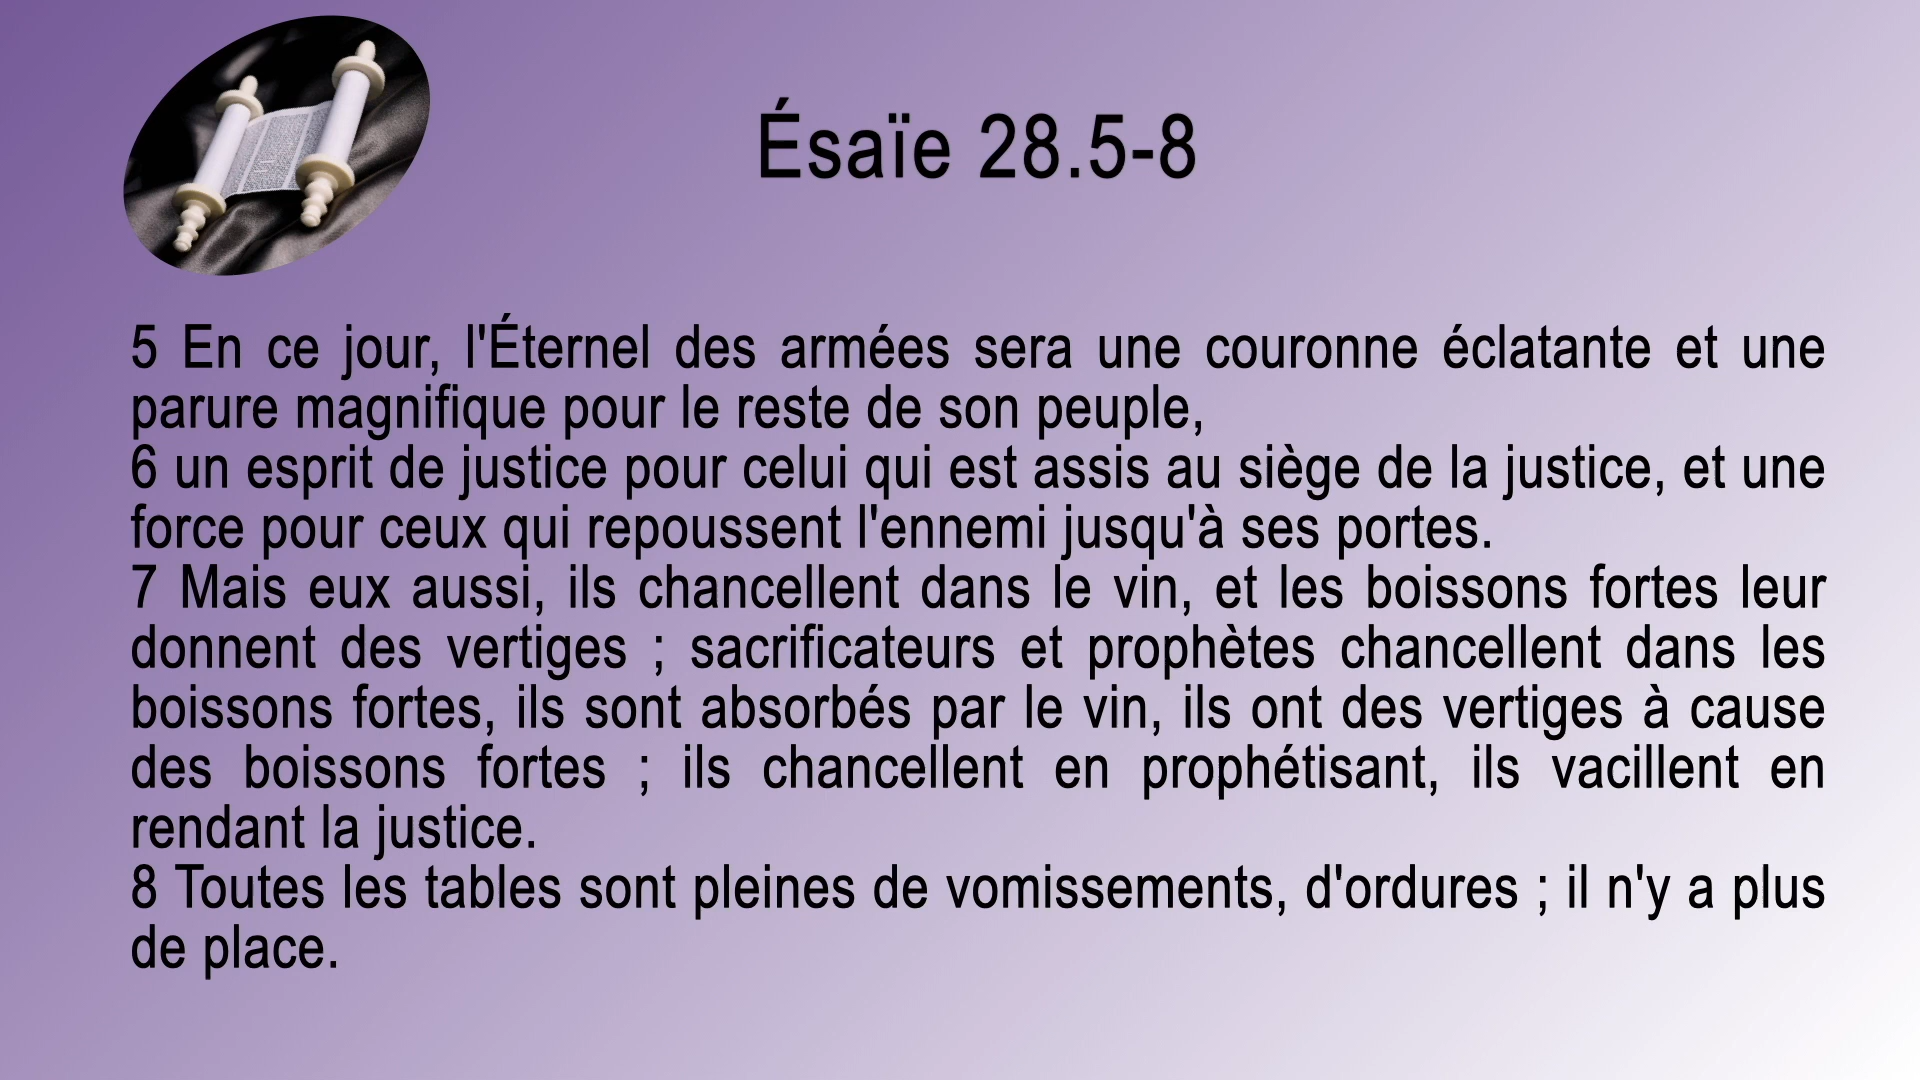 Ésaïe 28.5-8
5 En ce jour, l'Éternel des armées sera une couronne éclatante et une
parure magnifique pour le reste de son peuple,
6 un esprit de justice pour celui qui est assis au siège de la justice, et une
force pour ceux qui repoussent l'ennemi jusqu'à ses portes.
7 Mais eux aussi, ils chancellent dans le vin, et les boissons fortes leur
donnent des vertiges ; sacrificateurs et prophètes chancellent dans les
boissons fortes, ils sont absorbés par le vin, ils ont des vertiges à cause
des boissons fortes ; ils chancellent en prophétisant, ils vacillent en
rendant la justice.
8 Toutes les tables sont pleines de vomissements, d'ordures ; il n'y a plus
de place.